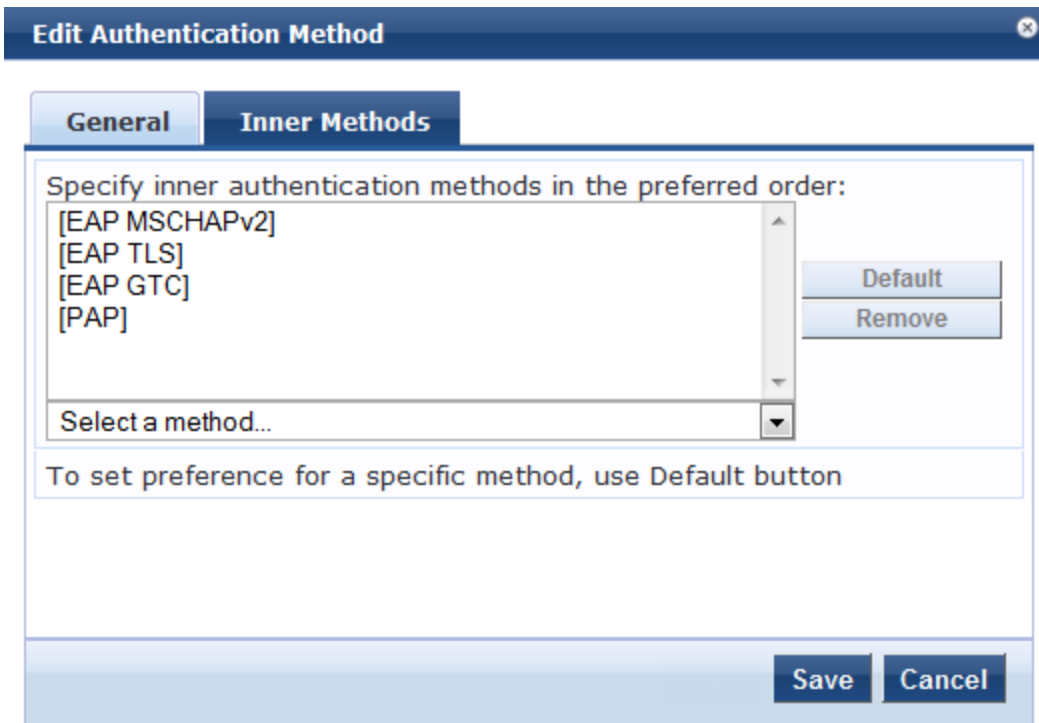 Edit Authentication Method
General
Inner Methods
Specify inner authentication methods in the preferred order:
[EAP MSCHAPv2]
[EAP TLS]
[EAP GTC]
[PAP]
Default
Remove
Select a method...
To set preference for a specific method, use Default button
Save
Cancel